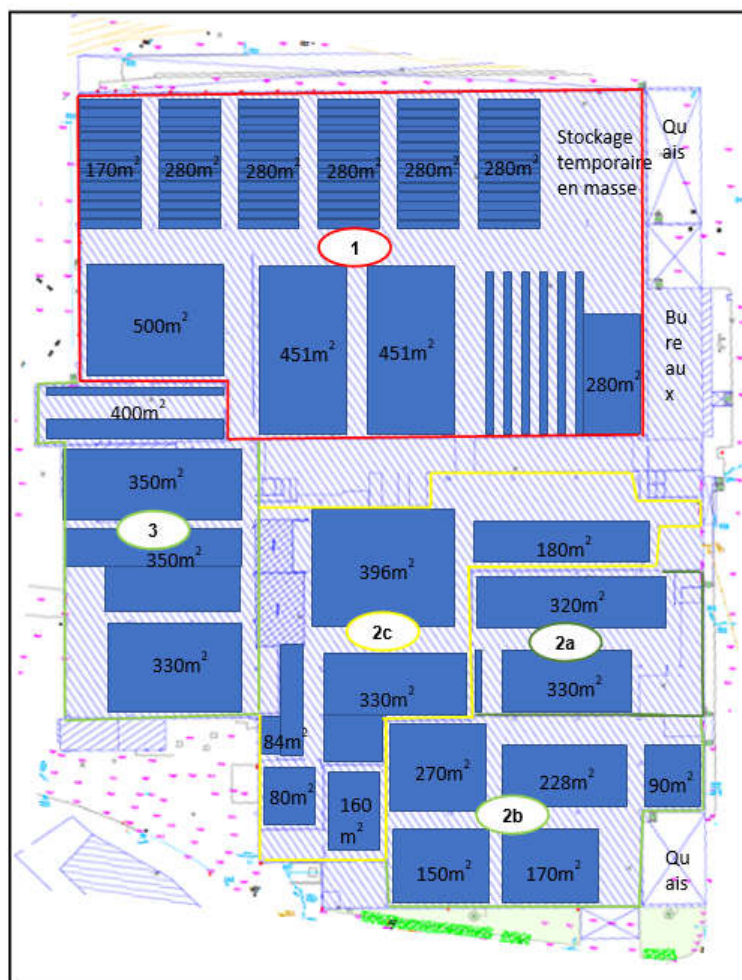 Qu
ais
Stockage
temporaire
en masse
170m²
280m²
280m²
280m²
280m²
280m²
1
500m²
451m²
451m²
280m²
Bu
re
au
x
400m²
350m²
3
350m²
330m²
396m²
180m²
2c
320m²
2a
330m²
330m²
84m²
80m²
160
m²
270m²
228m²
90m²
2b
150m²
170m²
Qu
ais